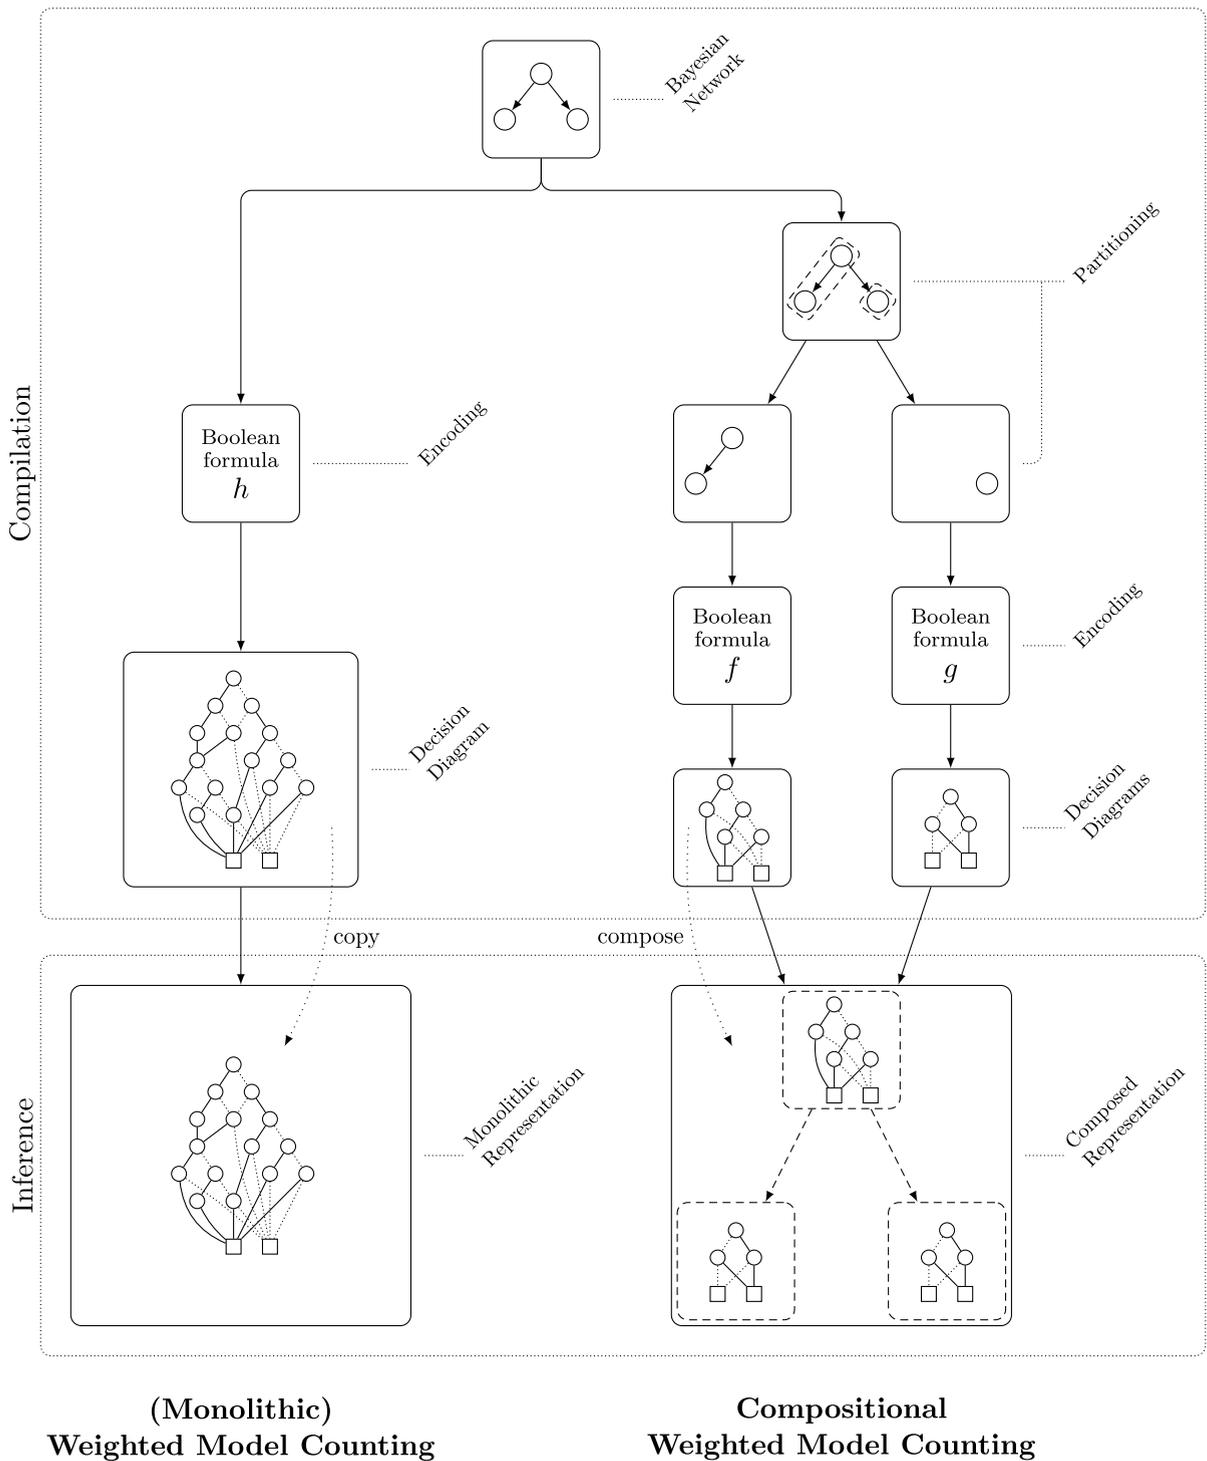 Bayesian
Network
Partitioning
Compilation
Boolean
formula
h
Encoding
Boolean
formula
f
Boolean
formula
g
Encoding
Decision
Diagram
Decision
Diagrams
copy
compose
Inference
Monolithic
Representation
Composed
Representation
(Monolithic)
Weighted Model Counting
Compositional
Weighted Model Counting